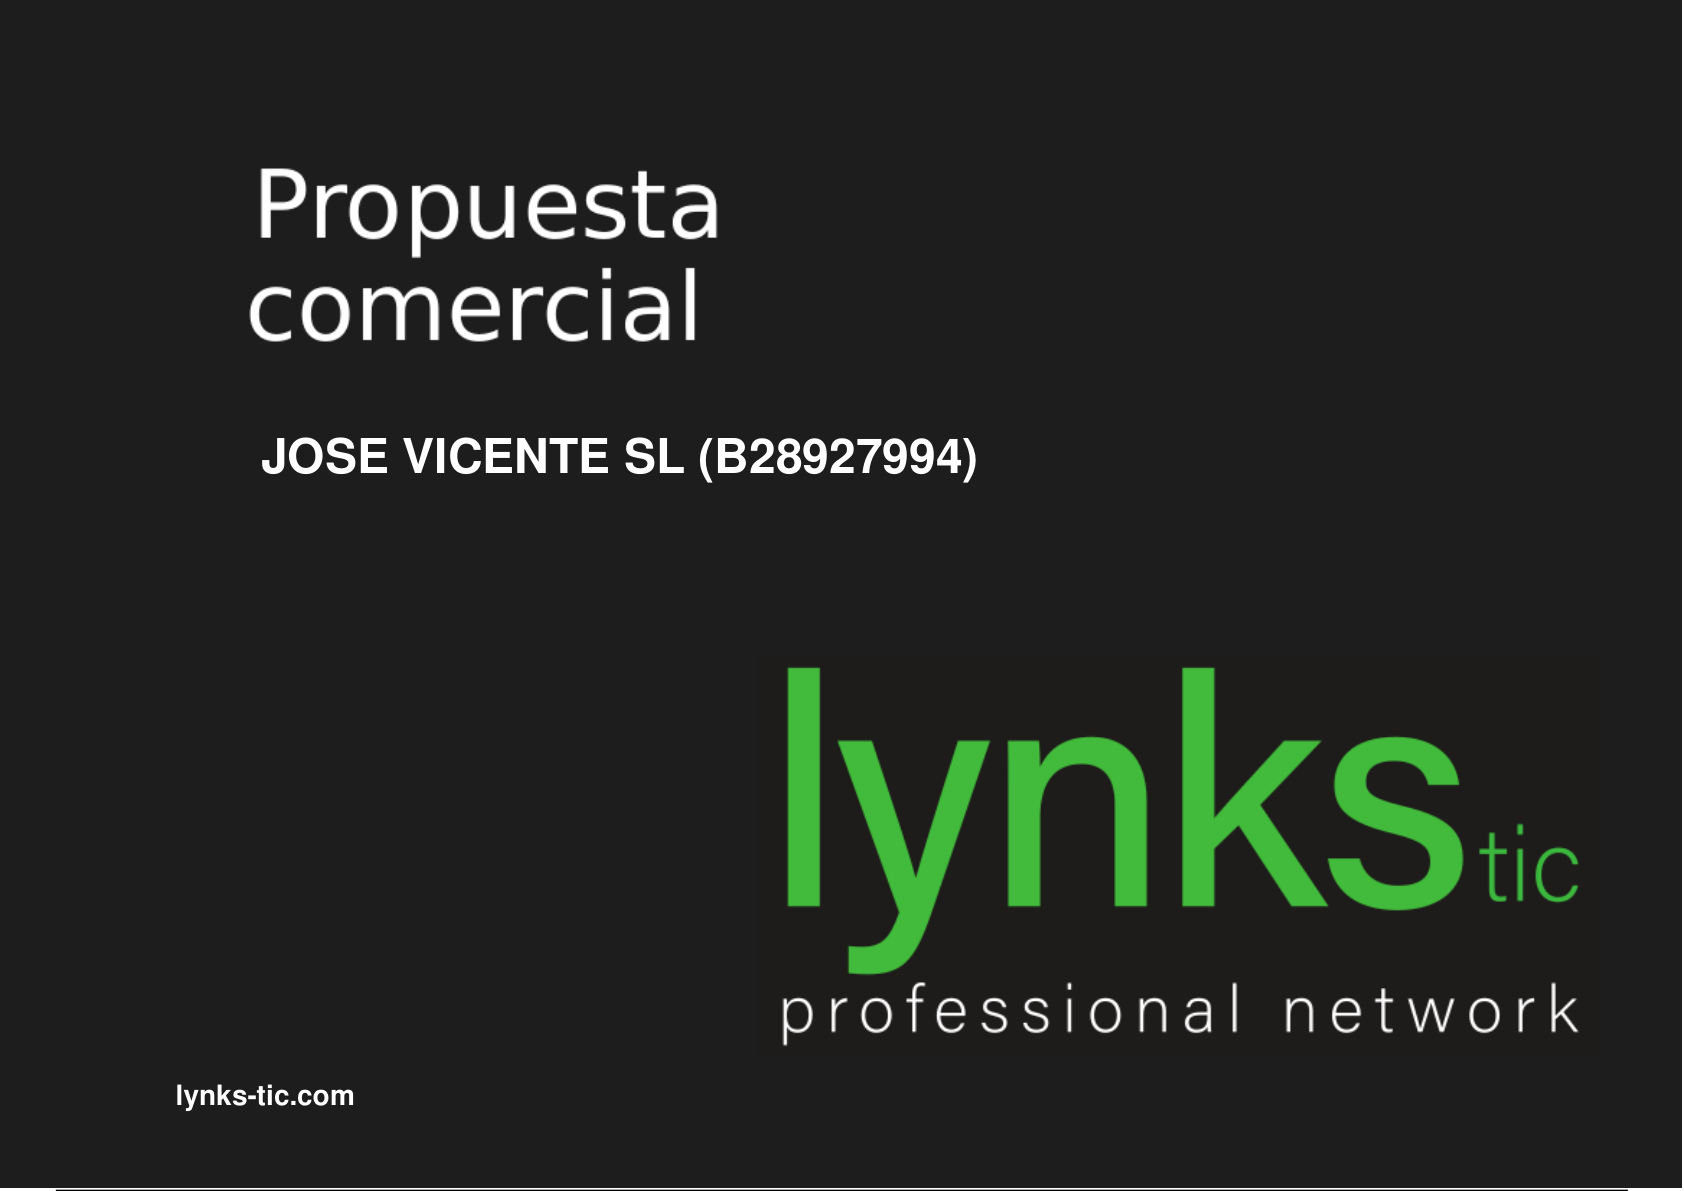 Propuesta
comercial
JOSE VICENTE SL (B28927994)
lynks tic
professional network
lynks-tic.com